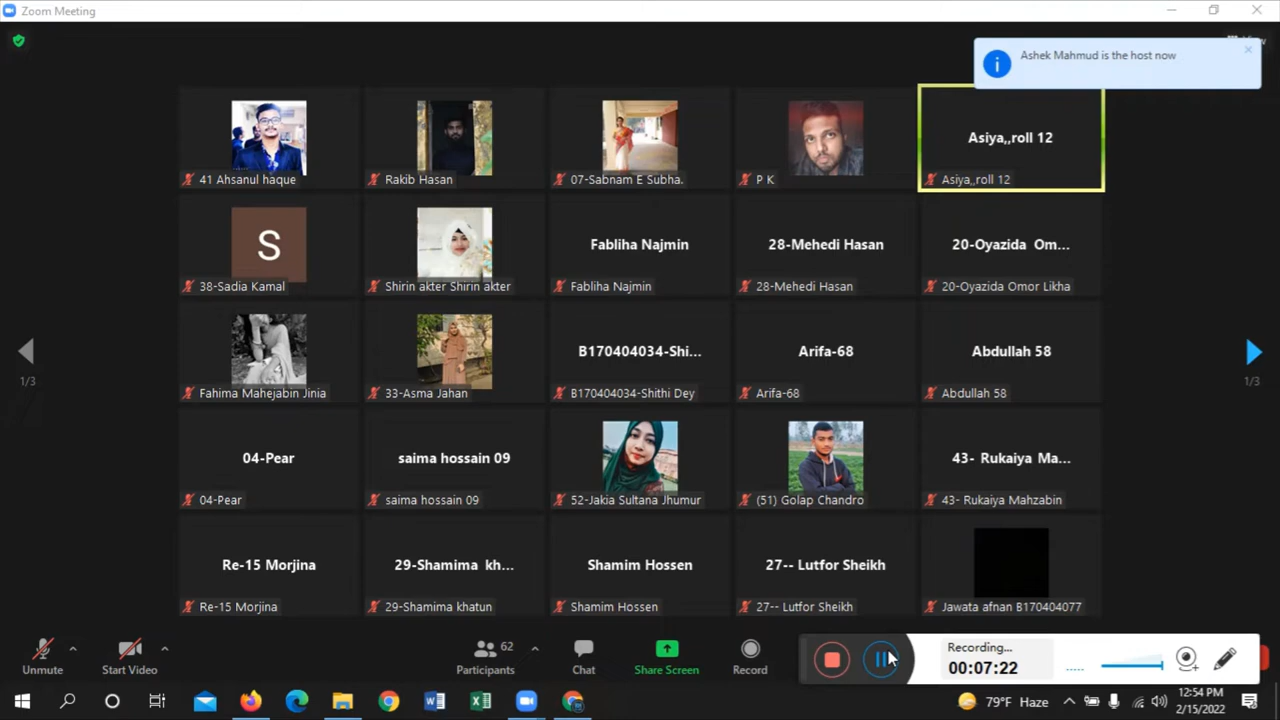 Zoom Meeting
Ashek Mahmud is the host now
41 Ahsanul haque
Rakib Hasan
07-Sabnam E Subha.
P K
Asiya,,roll 12
Asiya,,roll 12
S
38-Sadia Kamal
Shirin akter Shirin akter
Fabliha Najmin
Fabliha Najmin
28-Mehedi Hasan
28-Mehedi Hasan
20-Oyazida Om...
20-Oyazida Omor Likha
1/3
Fahima Mahejabin Jinia
33-Asma Jahan
B170404034-Shi...
B170404034-Shithi Dey
Arifa-68
Arifa-68
Abdullah 58
Abdullah 58
1/3
04-Pear
04-Pear
saima hossain 09
saima hossain 09
52-Jakia Sultana Jhumur
(51) Golap Chandro
43- Rukaiya Ma...
43- Rukaiya Mahzabin
Re-15 Morjina
Re-15 Morjina
29-Shamima kh...
29-Shamima khatun
Shamim Hossen
Shamim Hossen
27-- Lutfor Sheikh
27-- Lutfor Sheikh
Jawata afnan B170404077
Unmute
Start Video
62
Participants
Chat
Share Screen
Record
Recording...
00:07:22
79°F Haze
12:54 PM
2/15/2022